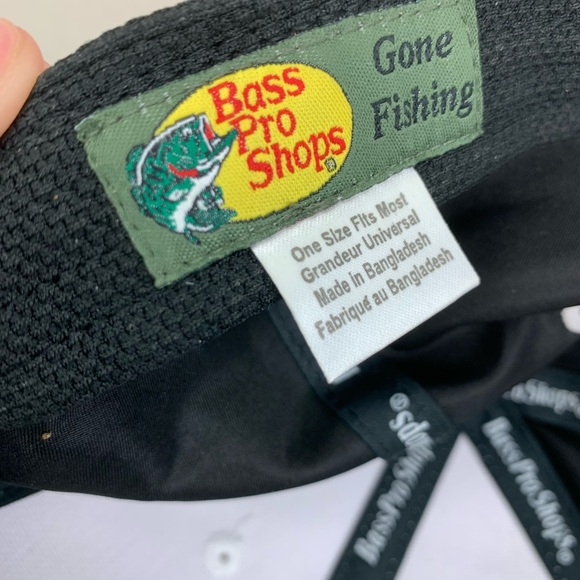 Bass
Pro
Shops®
Gone
Fishing
One Size Fits Most
Grandeur Universal
Made in Bangladesh
Fabriqué au Bangladesh
BassProShops®
BassProShops®
Shops